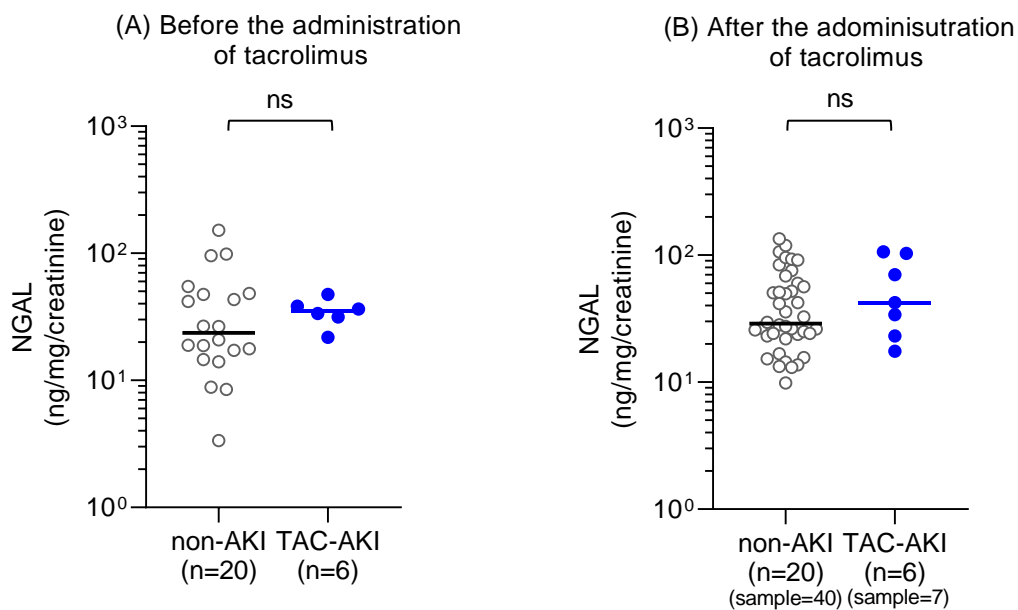 (A) Before the administration
of tacrolimus
ns
10³
10²
10¹
10⁰
NGAL
(ng/mg/creatinine)
non-AKI TAC-AKI
(n=20) (n=6)
(B) After the adominisutration
of tacrolimus
ns
10³
10²
10¹
10⁰
NGAL
(ng/mg/creatinine)
non-AKI TAC-AKI
(n=20) (n=6)
(sample=40) (sample=7)